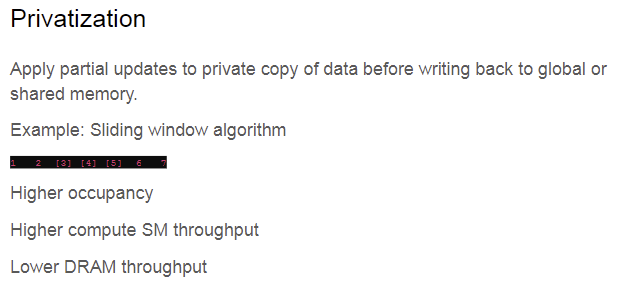 Privatization
Apply partial updates to private copy of data before writing back to global or
shared memory.
Example: Sliding window algorithm
1 2 [3] [4] [5] 6 7
Higher occupancy
Higher compute SM throughput
Lower DRAM throughput